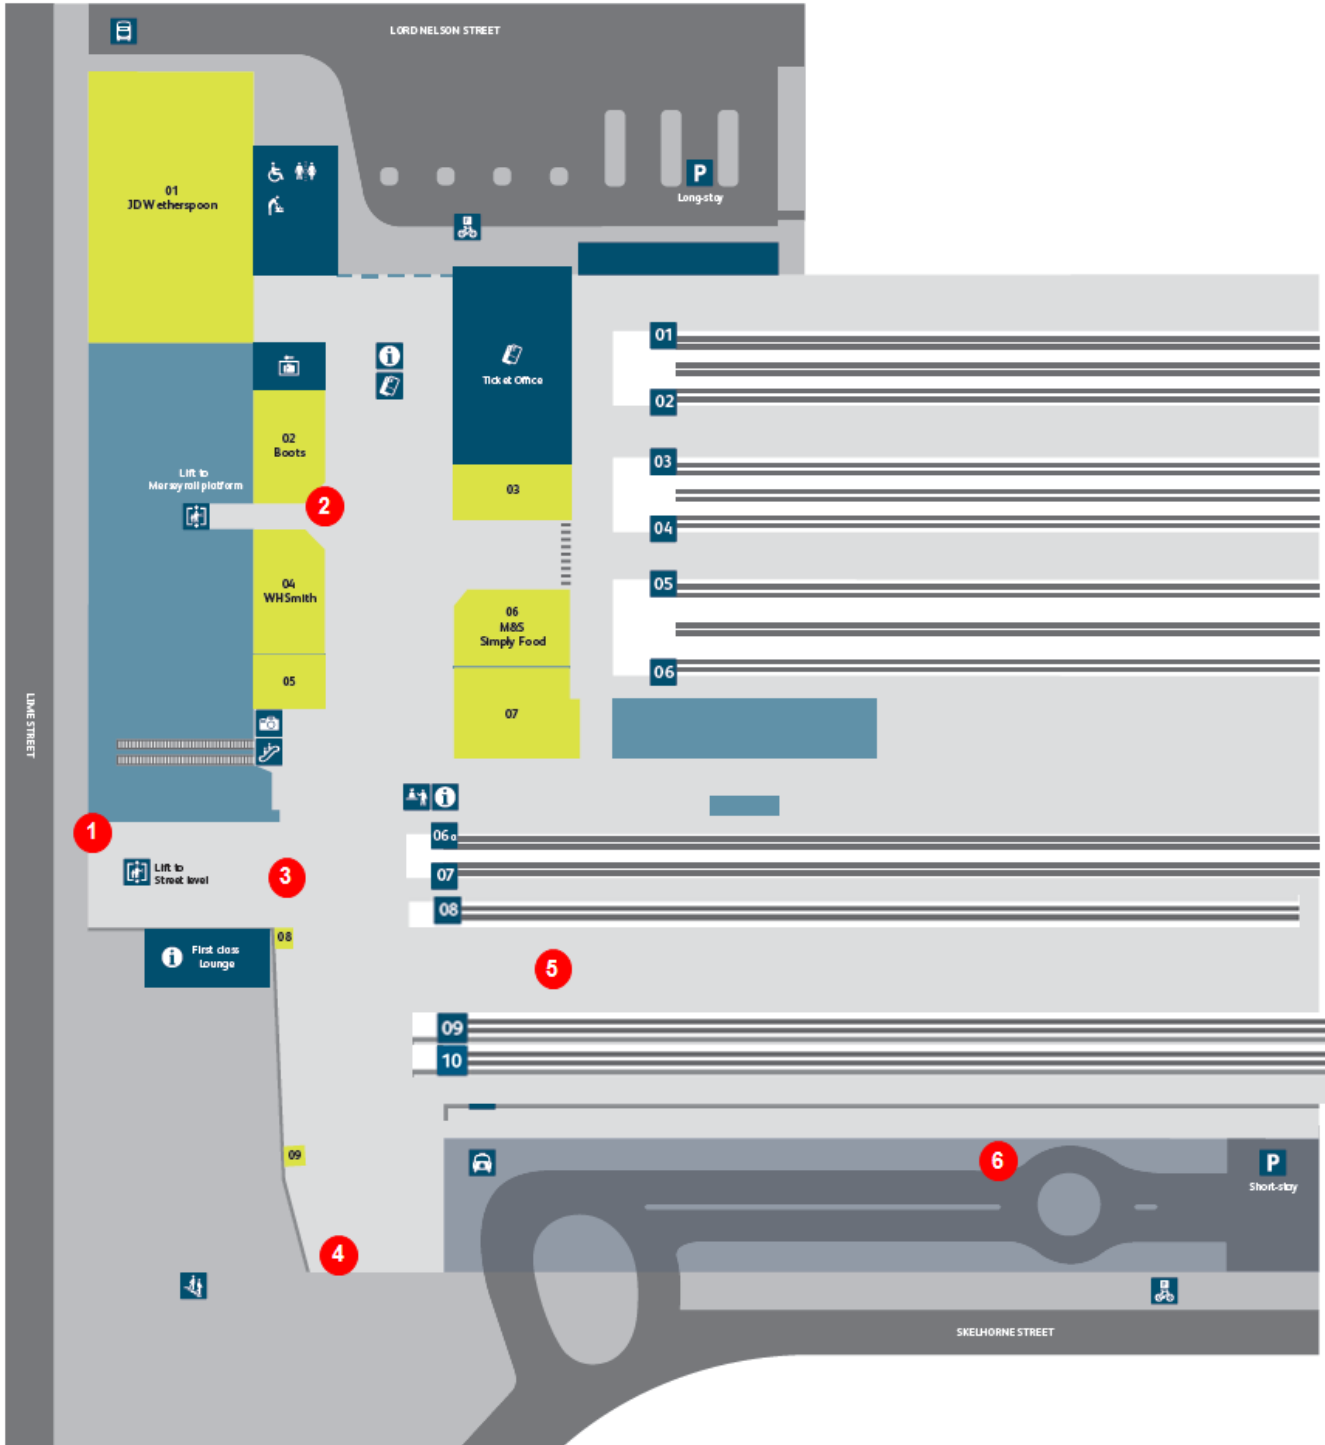 LORD NELSON STREET
01
JD Wetherspoon
P
Long-stay
01
Ticket Office
02
02
Boots
03
Lift to
Merseyrail platform
03
2
04
04
WHSmith
05
06
M&S
Simply Food
06
05
07
LIME STREET
06a
1
07
Lift to
Street level
3
08
08
First class
Lounge
5
09
10
09
6
P
Short-stay
4
SKELHORNE STREET